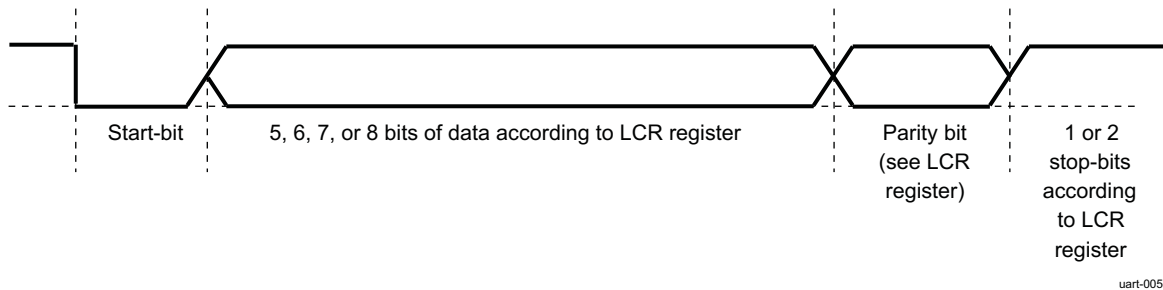 Start-bit
5, 6, 7, or 8 bits of data according to LCR register
Parity bit
(see LCR
register)
1 or 2
stop-bits
according
to LCR
register
uart-005